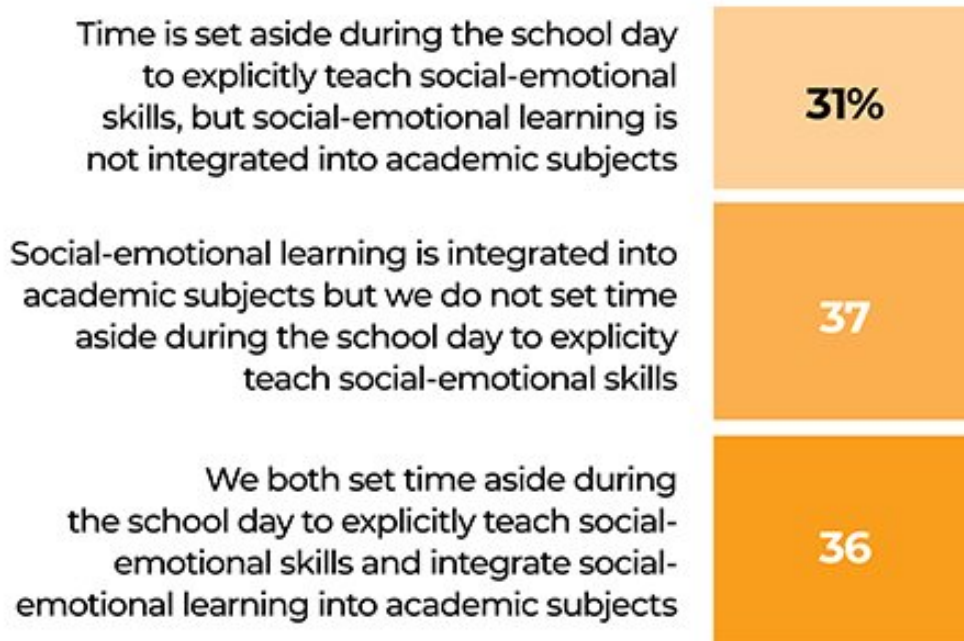 Time is set aside during the school day
to explicitly teach social-emotional
skills, but social-emotional learning is
not integrated into academic subjects
31%
Social-emotional learning is integrated into
academic subjects but we do not set time
aside during the school day to explicity
teach social-emotional skills
37
We both set time aside during
the school day to explicitly teach social-
emotional skills and integrate social-
emotional learning into academic subjects
36